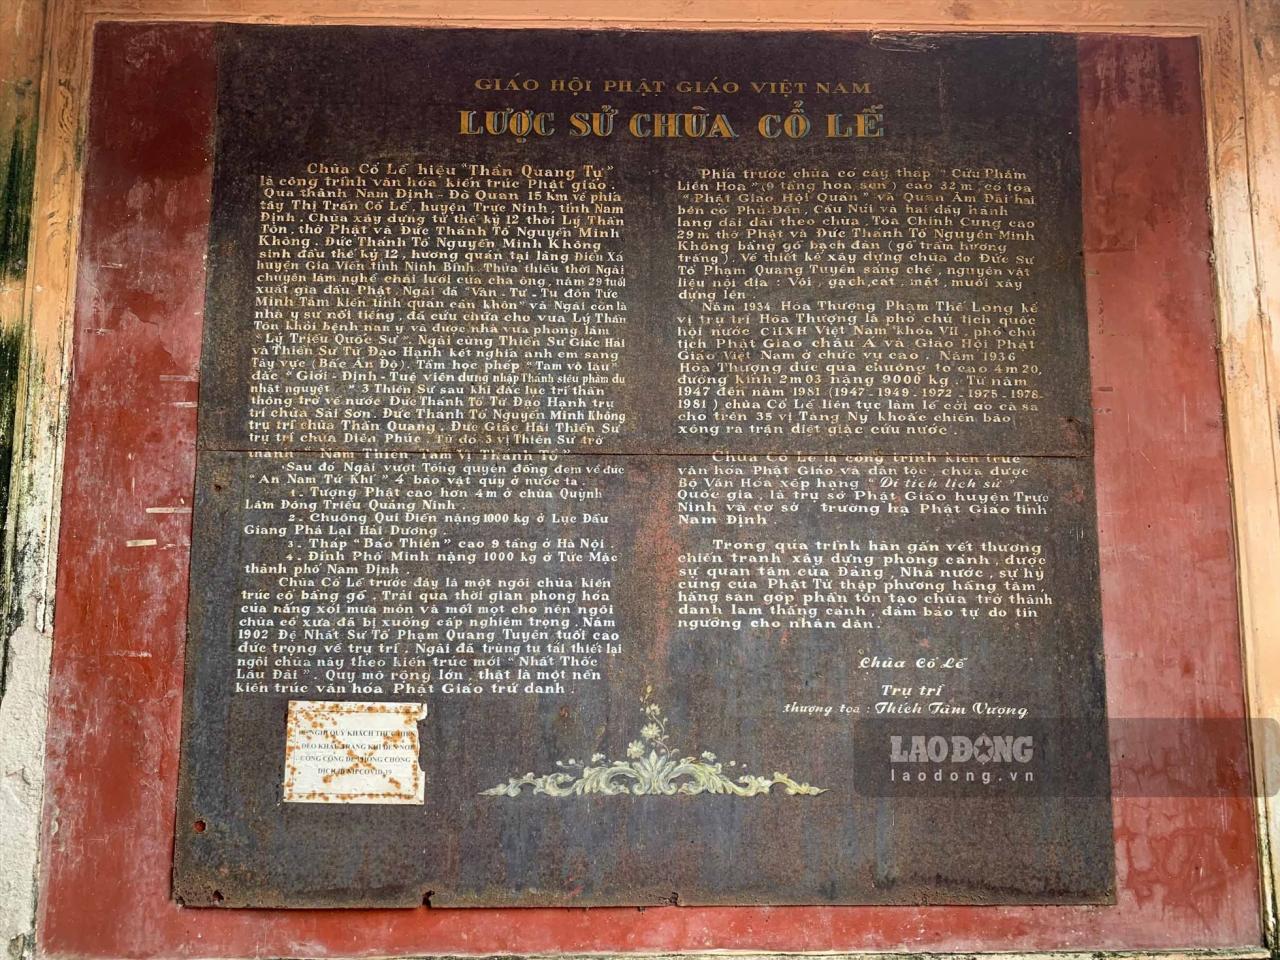 GIÁO HỘI PHẬT GIÁO VIỆT NAM
LƯỢC SỬ CHÙA CỔ LỄ
Chùa Cổ Lễ hiệu "Thần Quang Tự"
là công trình văn hóa kiến trúc Phật giáo.
Qua thành Nam Định - Đò Quan 15 km về phía
tây Thị Trấn Cổ Lễ, huyện Trực Ninh, tỉnh Nam
Định. Chùa xây dựng từ thế kỷ 12 thời Lý Thần
Tôn, thờ Phật và Đức Thánh Tổ Nguyễn Minh
Không. Đức Thánh Tổ Nguyễn Minh Không
sinh đầu thế kỷ 12, hương quán tại làng Điềm Xá
huyện Gia Viễn tỉnh Ninh Bình. Thừa thiếu thời Ngài
chuyên làm nghề chài lưới của cha ông, năm 29 tuổi
xuất gia đầu Phật, Ngài đã "Văn - Tư - Tu đốn Tức
Minh Tâm kiến tính quán càn khôn" và Ngài còn là
nhà y sư nổi tiếng, đã cứu chữa cho vua Lý Thần
Tôn khỏi bệnh nan y và được nhà vua phong làm
"Lý Triều Quốc Sư". Ngài cùng Thiền Sư Giác Hải
và Thiền Sư Từ Đạo Hạnh kết nghĩa anh em sang
Tây vực (Bắc Ấn Độ). Tầm học phép "Tam vô lậu"
đắc "Giới - Định - Tuệ viên dung nhập Thánh siêu phàm du
nhật nguyệt." 3 Thiền Sư sau khi đắc lục trí thần
thông trở về nước Đức Thánh Tổ Từ Đạo Hạnh trụ
trì chùa Sài Sơn. Đức Thánh Tổ Nguyễn Minh Không
trụ trì chùa Thần Quang. Đức Giác Hải Thiền Sư
trụ trì chùa Diên Phúc. Từ đó 3 vị Thiền Sư trở
thành "Nam Thiên Tam Vị Thánh Tổ"
Sau đó Ngài vượt Tống quyên đồng đem về đúc
"An Nam Tứ Khí" 4 bảo vật quý ở nước ta.
1. Tượng Phật cao hơn 4m ở chùa Quỳnh
Lâm Đông Triều Quảng Ninh.
2. Chuông Qui Điền nặng 1000 kg ở Lục Đầu
Giang Phả Lại Hải Dương.
3. Tháp "Báo Thiên" cao 9 tầng ở Hà Nội.
4. Đỉnh Phổ Minh nặng 1000 kg ở Tức Mặc
thành phố Nam Định.
Chùa Cổ Lễ trước đây là một ngôi chùa kiến
trúc cổ bằng gỗ. Trải qua thời gian phong hóa
của nắng xói mưa mòn và mối mọt cho nên ngôi
chùa cổ xưa đã bị xuống cấp nghiêm trọng. Năm
1902 Đệ Nhất Sư Tổ Phạm Quang Tuyên tuổi cao
đức trọng về trụ trì. Ngài đã trùng tu tái thiết lại
ngôi chùa này theo kiến trúc mới "Nhất Thốc
Lâu Đài". Quy mô rộng lớn, thật là một nền
kiến trúc văn hóa Phật Giáo trứ danh.
Phía trước chùa có cây tháp "Cửu Phẩm
Liên Hoa" (9 tầng hoa sen) cao 32m, có tòa
"Phật Giáo Hội Quán" và Quan Âm Đài hai
bên có Phủ Đền, Cầu Núi và hai dãy hành
lang dải dài theo chùa. Tòa Chính Cung cao
29 m thờ Phật và Đức Thánh Tổ Nguyễn Minh
Không bằng gỗ bạch đàn (gỗ trầm hương
trắng). Về thiết kế xây dựng chùa do Đức Sư
Tổ Phạm Quang Tuyên sáng chế, nguyên vật
liệu nội địa : Vôi, gạch, cát, mật, muối xây
dựng lên.
Năm 1934 Hòa Thượng Phạm Thế Long kế
vị trụ trì Hòa Thượng là phó chủ tịch quốc
hội nước CHXH Việt Nam khóa VII, phó chủ
tịch Phật Giáo châu Á và Giáo Hội Phật
Giáo Việt Nam ở chức vụ cao. Năm 1936
Hòa Thượng đúc quả chuông to cao 4m 20,
đường kính 2m 03 nặng 9000 kg. Từ năm
1947 đến năm 1981 (1947-1949-1972-1975-1978-
1981) chùa Cổ Lễ liên tục làm lễ cởi áo cà sa
cho trên 35 vị Tăng Ny khoác chiến bào
xông ra trận diệt giặc cứu nước.
Chùa Cổ Lễ là công trình kiến trúc
văn hóa Phật Giáo và dân tộc, chùa được
Bộ Văn Hóa xếp hạng "Di tích lịch sử"
Quốc gia, là trụ sở Phật Giáo huyện Trực
Ninh và cơ sở trường hạ Phật Giáo tỉnh
Nam Định
Trong quá trình hàn gắn vết thương
chiến tranh xây dựng phong cảnh, được
sự quan tâm của Đảng, Nhà nước, sự hỷ
cúng của Phật Tử thập phương hằng tâm,
hằng sản góp phần tôn tạo chùa trở thành
danh lam thắng cảnh, đảm bảo tự do tín
ngưỡng cho nhân dân.
Chùa Cổ Lễ
Trụ trì
thượng tọa : Thích Tâm Vượng
ĐỀ NGHỊ QUÝ KHÁCH THỰC HIỆN
ĐEO KHẨU TRANG KHI ĐẾN NƠI
CÔNG CỘNG ĐỂ PHÒNG CHỐNG
DỊCH BỆNH COVID-19
LAO ĐỘNG
laodong.vn